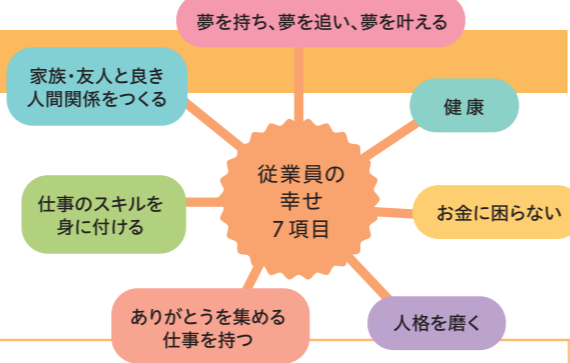 夢を持ち、夢を追い、夢を叶える
家族・友人と良き
人間関係をつくる
健康
従業員の
幸せ
7項目
仕事のスキルを
身に付ける
お金に困らない
ありがとうを集める
仕事を持つ
人格を磨く